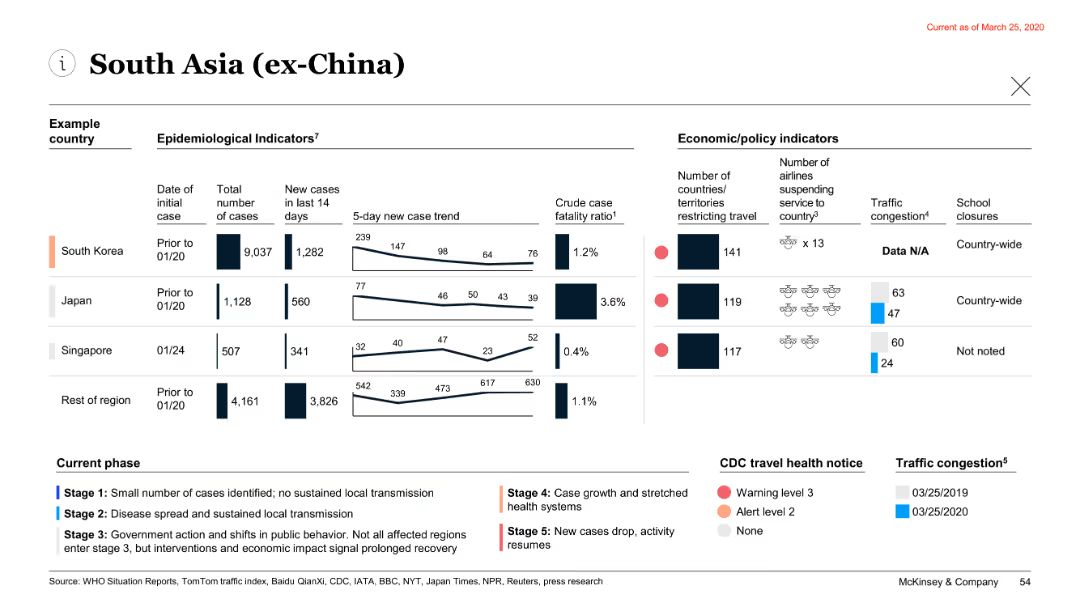 Current as of March 25, 2020
i
South Asia (ex-China)
Example
country
Epidemiological Indicators7
Economic/policy indicators
Date of
initial
case
Total
number
of cases
New cases
in last 14
days
5-day new case trend
Crude case
fatality ratio1
Number of
countries/
territories
restricting travel
Number of
airlines
suspending
service to
country3
Traffic
congestion4
School
closures
South Korea
Prior to
01/20
9,037
1,282
239 147 98 64 76
1.2%
141
x 13
Data N/A
Country-wide
Japan
Prior to
01/20
1,128
560
77 46 50 43 39
3.6%
119
63
47
Country-wide
Singapore
01/24
507
341
32 40 47 23 52
0.4%
117
60
24
Not noted
Rest of region
Prior to
01/20
4,161
3,826
542 339 473 617 630
1.1%
Current phase
Stage 1: Small number of cases identified; no sustained local transmission
Stage 2: Disease spread and sustained local transmission
Stage 3: Government action and shifts in public behavior. Not all affected regions
enter stage 3, but interventions and economic impact signal prolonged recovery
Stage 4: Case growth and stretched
health systems
Stage 5: New cases drop, activity
resumes
CDC travel health notice
Warning level 3
Alert level 2
None
Traffic congestion5
03/25/2019
03/25/2020
Source: WHO Situation Reports, TomTom traffic index, Baidu QianXi, CDC, IATA, BBC, NYT, Japan Times, NPR, Reuters, press research
McKinsey & Company 54